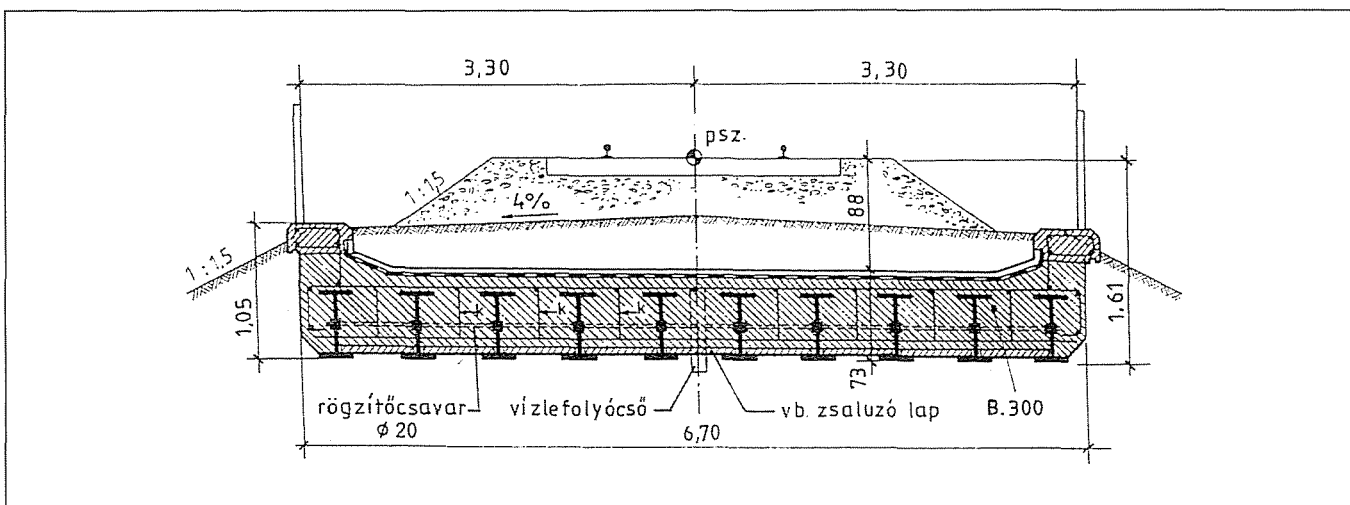 3,30
3,30
psz.
1:1,5
4%
88
1:1,5
1,05
1,61
k
k
k
73
rögzítőcsavar
ø 20
vízlefolyócső
vb. zsaluzó lap
B.300
6,70